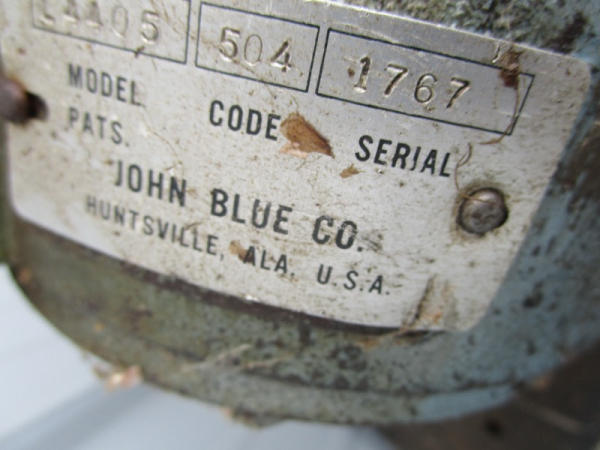 504 1767
MODEL CODE SERIAL
PATS.
JOHN BLUE CO.
HUNTSVILLE, ALA. U.S.A.